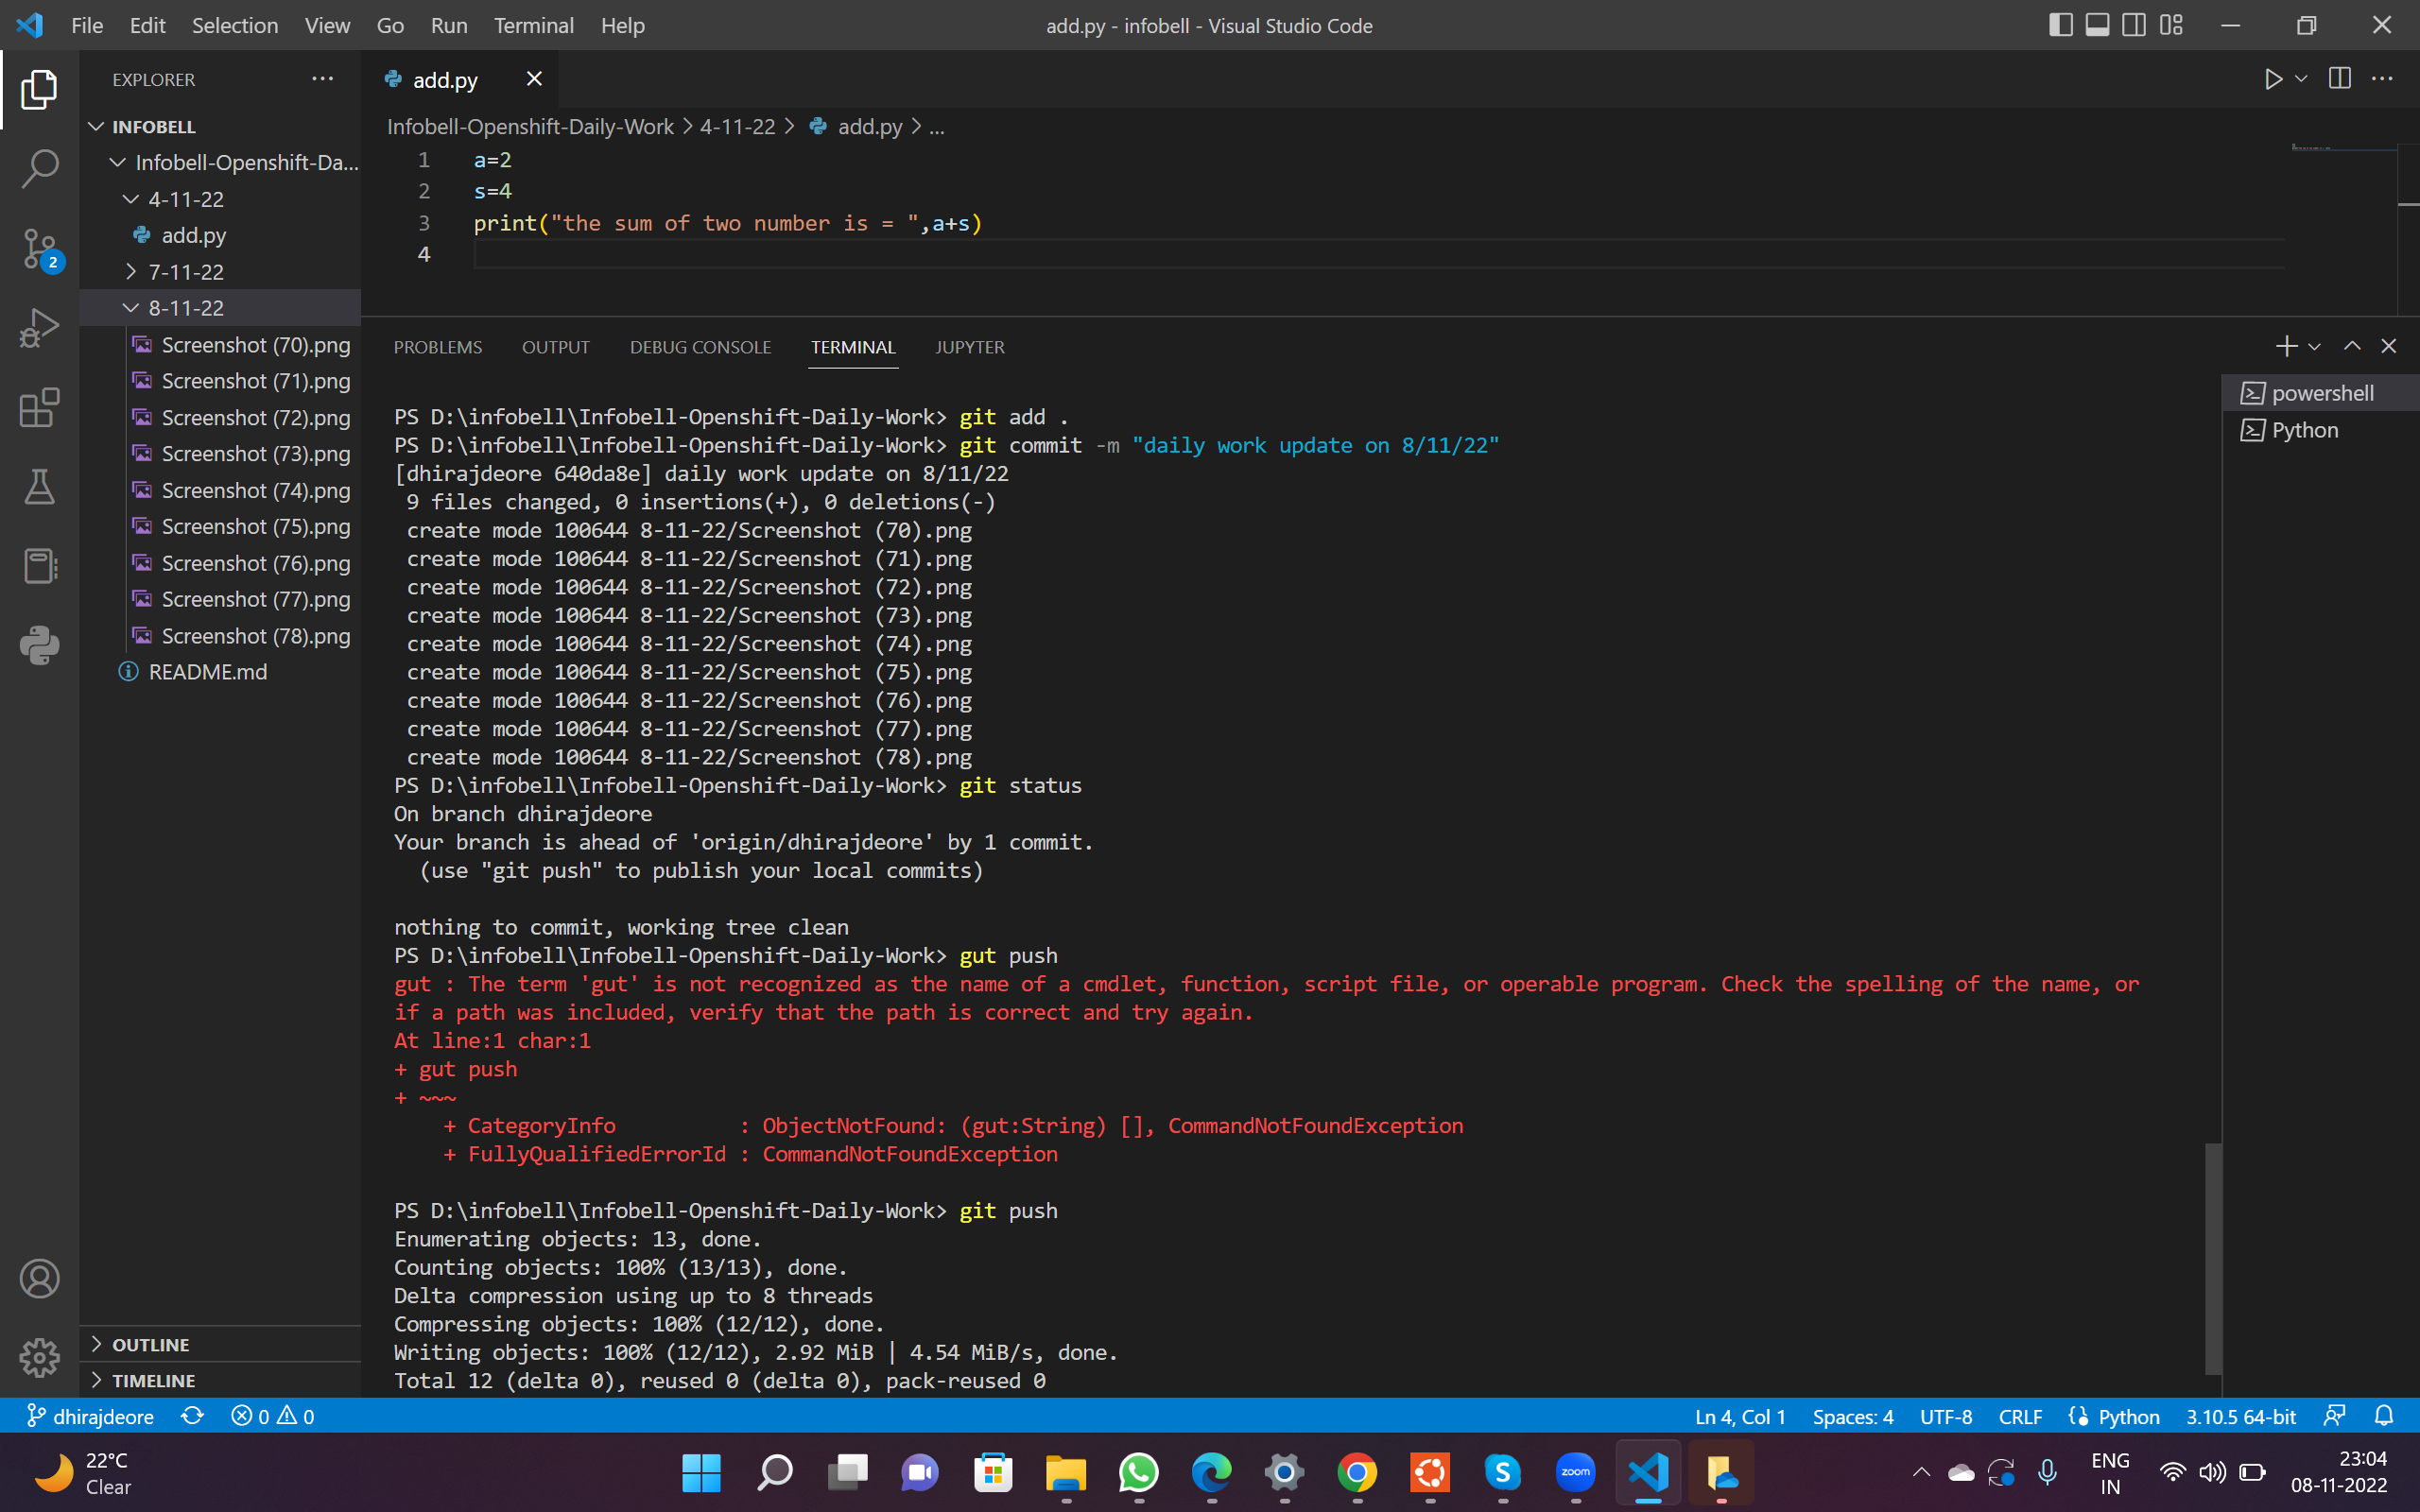 File Edit Selection View Go Run Terminal Help
add.py - infobell - Visual Studio Code
EXPLORER
INFOBELL
Infobell-Openshift-Da...
4-11-22
add.py
7-11-22
8-11-22
Screenshot (70).png
Screenshot (71).png
Screenshot (72).png
Screenshot (73).png
Screenshot (74).png
Screenshot (75).png
Screenshot (76).png
Screenshot (77).png
Screenshot (78).png
README.md
OUTLINE
TIMELINE
2
add.py
Infobell-Openshift-Daily-Work > 4-11-22 > add.py > ...
1 a=2
2 s=4
3 print("the sum of two number is = ",a+s)
4
PROBLEMS OUTPUT DEBUG CONSOLE TERMINAL JUPYTER
powershell
Python
PS D:\infobell\Infobell-Openshift-Daily-Work> git add .
PS D:\infobell\Infobell-Openshift-Daily-Work> git commit -m "daily work update on 8/11/22"
[dhirajdeore 640da8e] daily work update on 8/11/22
 9 files changed, 0 insertions(+), 0 deletions(-)
 create mode 100644 8-11-22/Screenshot (70).png
 create mode 100644 8-11-22/Screenshot (71).png
 create mode 100644 8-11-22/Screenshot (72).png
 create mode 100644 8-11-22/Screenshot (73).png
 create mode 100644 8-11-22/Screenshot (74).png
 create mode 100644 8-11-22/Screenshot (75).png
 create mode 100644 8-11-22/Screenshot (76).png
 create mode 100644 8-11-22/Screenshot (77).png
 create mode 100644 8-11-22/Screenshot (78).png
PS D:\infobell\Infobell-Openshift-Daily-Work> git status
On branch dhirajdeore
Your branch is ahead of 'origin/dhirajdeore' by 1 commit.
  (use "git push" to publish your local commits)
nothing to commit, working tree clean
PS D:\infobell\Infobell-Openshift-Daily-Work> gut push
gut : The term 'gut' is not recognized as the name of a cmdlet, function, script file, or operable program. Check the spelling of the name, or
if a path was included, verify that the path is correct and try again.
At line:1 char:1
+ gut push
+ ~~~
    + CategoryInfo          : ObjectNotFound: (gut:String) [], CommandNotFoundException
    + FullyQualifiedErrorId : CommandNotFoundException
PS D:\infobell\Infobell-Openshift-Daily-Work> git push
Enumerating objects: 13, done.
Counting objects: 100% (13/13), done.
Delta compression using up to 8 threads
Compressing objects: 100% (12/12), done.
Writing objects: 100% (12/12), 2.92 MiB | 4.54 MiB/s, done.
Total 12 (delta 0), reused 0 (delta 0), pack-reused 0
dhirajdeore 0 0 Ln 4, Col 1 Spaces: 4 UTF-8 CRLF Python 3.10.5 64-bit
22°C
Clear
S
zoom
ENG
IN
23:04
08-11-2022